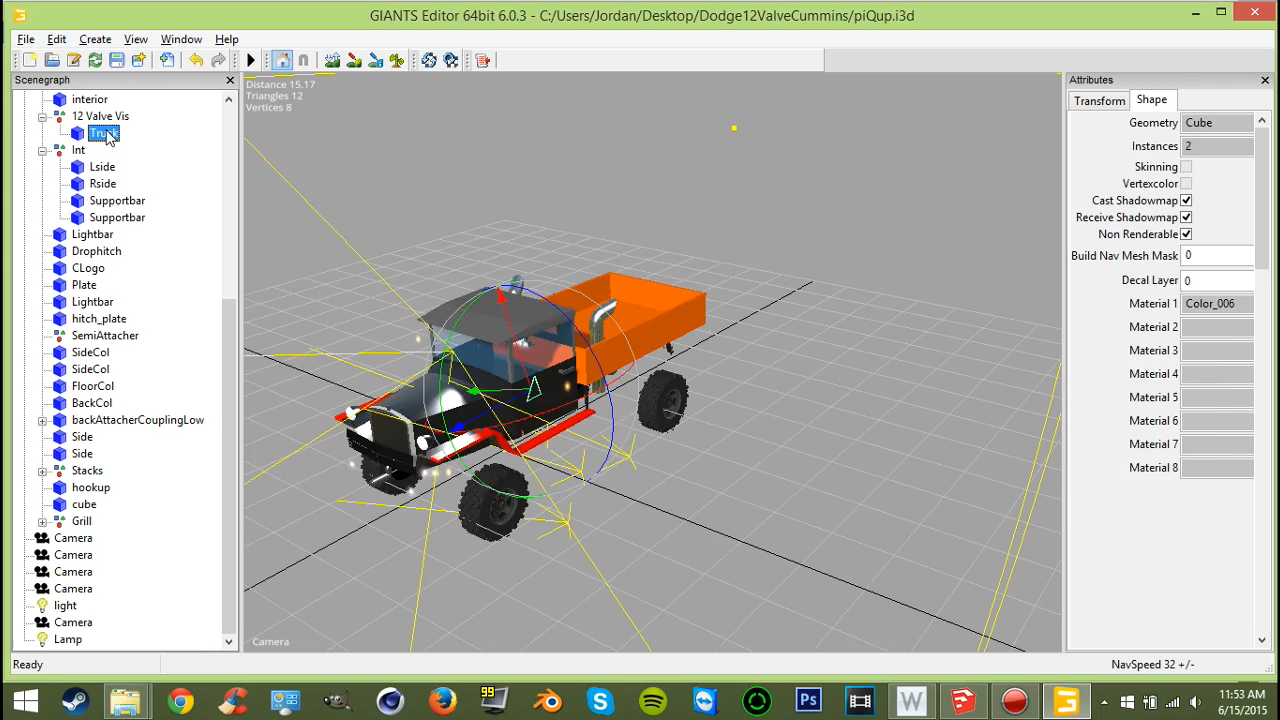 GIANTS Editor 64bit 6.0.3 - C:/Users/Jordan/Desktop/Dodge12ValveCummins/piQup.i3d
File Edit Create View Window Help
Scenegraph
interior
12 Valve Vis
Truck
Int
Lside
Rside
Supportbar
Supportbar
Lightbar
Drophitch
CLogo
Plate
Lightbar
hitch_plate
SemiAttacher
SideCol
SideCol
FloorCol
BackCol
backAttacherCouplingLow
Side
Side
Stacks
hookup
cube
Grill
Camera
Camera
Camera
Camera
light
Camera
Lamp
Distance 15.17
Triangles 12
Vertices 8
Camera
Attributes
Transform Shape
Geometry Cube
Instances 2
Skinning
Vertexcolor
Cast Shadowmap
Receive Shadowmap
Non Renderable
Build Nav Mesh Mask 0
Decal Layer 0
Material 1 Color_006
Material 2
Material 3
Material 4
Material 5
Material 6
Material 7
Material 8
Ready
NavSpeed 32 +/-
99
W
Ps
11:53 AM
6/15/2015